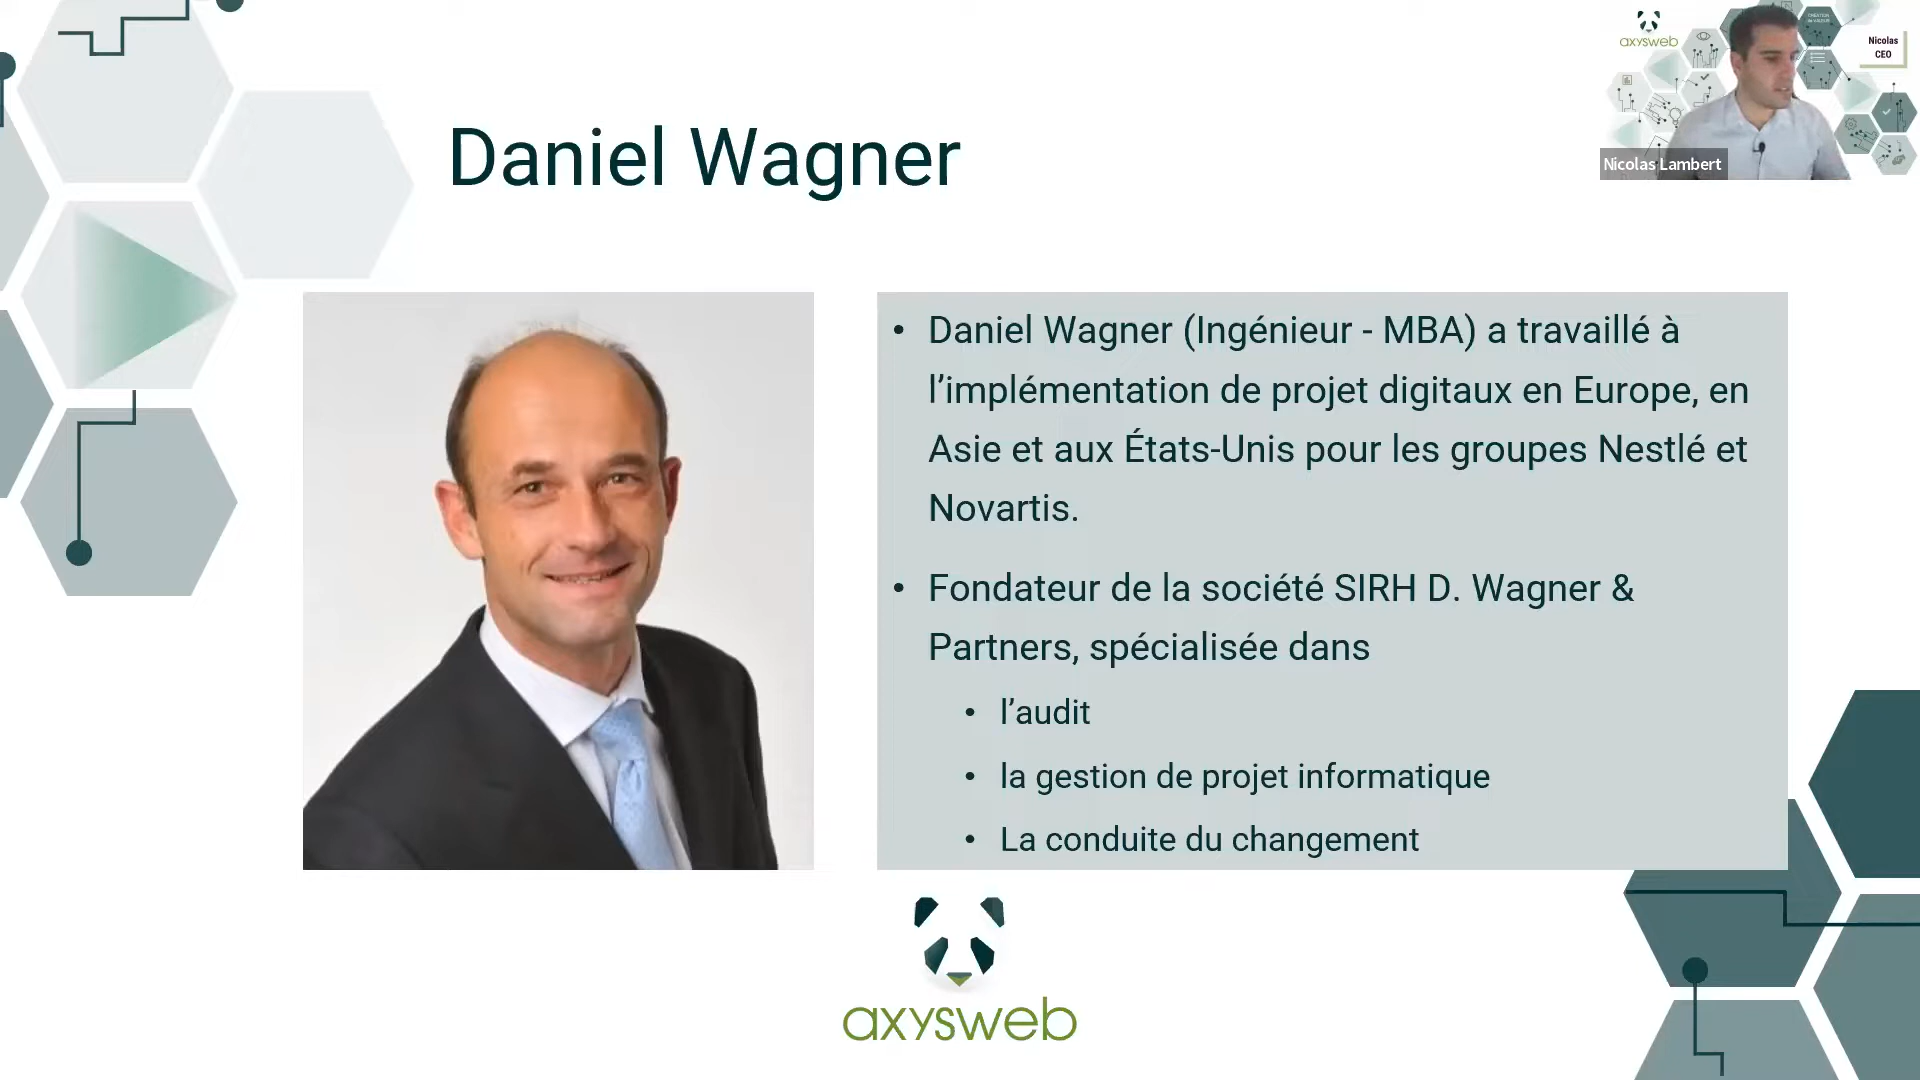 Daniel Wagner
• Daniel Wagner (Ingénieur - MBA) a travaillé à
l’implémentation de projet digitaux en Europe, en
Asie et aux États-Unis pour les groupes Nestlé et
Novartis.
• Fondateur de la société SIRH D. Wagner &
Partners, spécialisée dans
• l’audit
• la gestion de projet informatique
• La conduite du changement
axysweb
axysweb
Nicolas
CEO
Nicolas Lambert